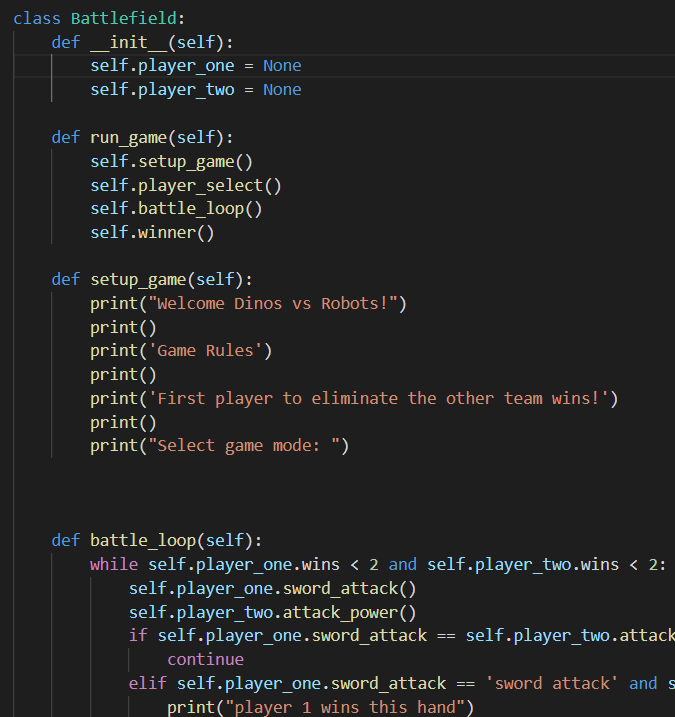 class Battlefield:
def __init__(self):
self.player_one = None
self.player_two = None
def run_game(self):
self.setup_game()
self.player_select()
self.battle_loop()
self.winner()
def setup_game(self):
print("Welcome Dinos vs Robots!")
print()
print('Game Rules')
print()
print('First player to eliminate the other team wins!')
print()
print("Select game mode: ")
def battle_loop(self):
while self.player_one.wins < 2 and self.player_two.wins < 2:
self.player_one.sword_attack()
self.player_two.attack_power()
if self.player_one.sword_attack == self.player_two.attack
continue
elif self.player_one.sword_attack == 'sword attack' and s
print("player 1 wins this hand")